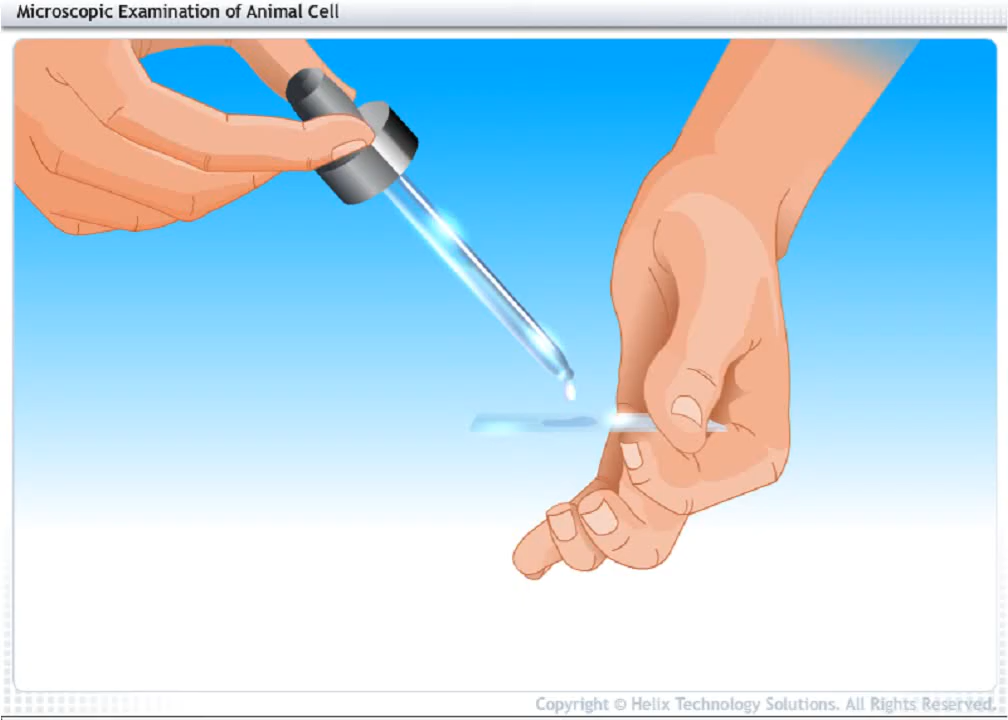 Microscopic Examination of Animal Cell
Copyright © Helix Technology Solutions. All Rights Reserved.